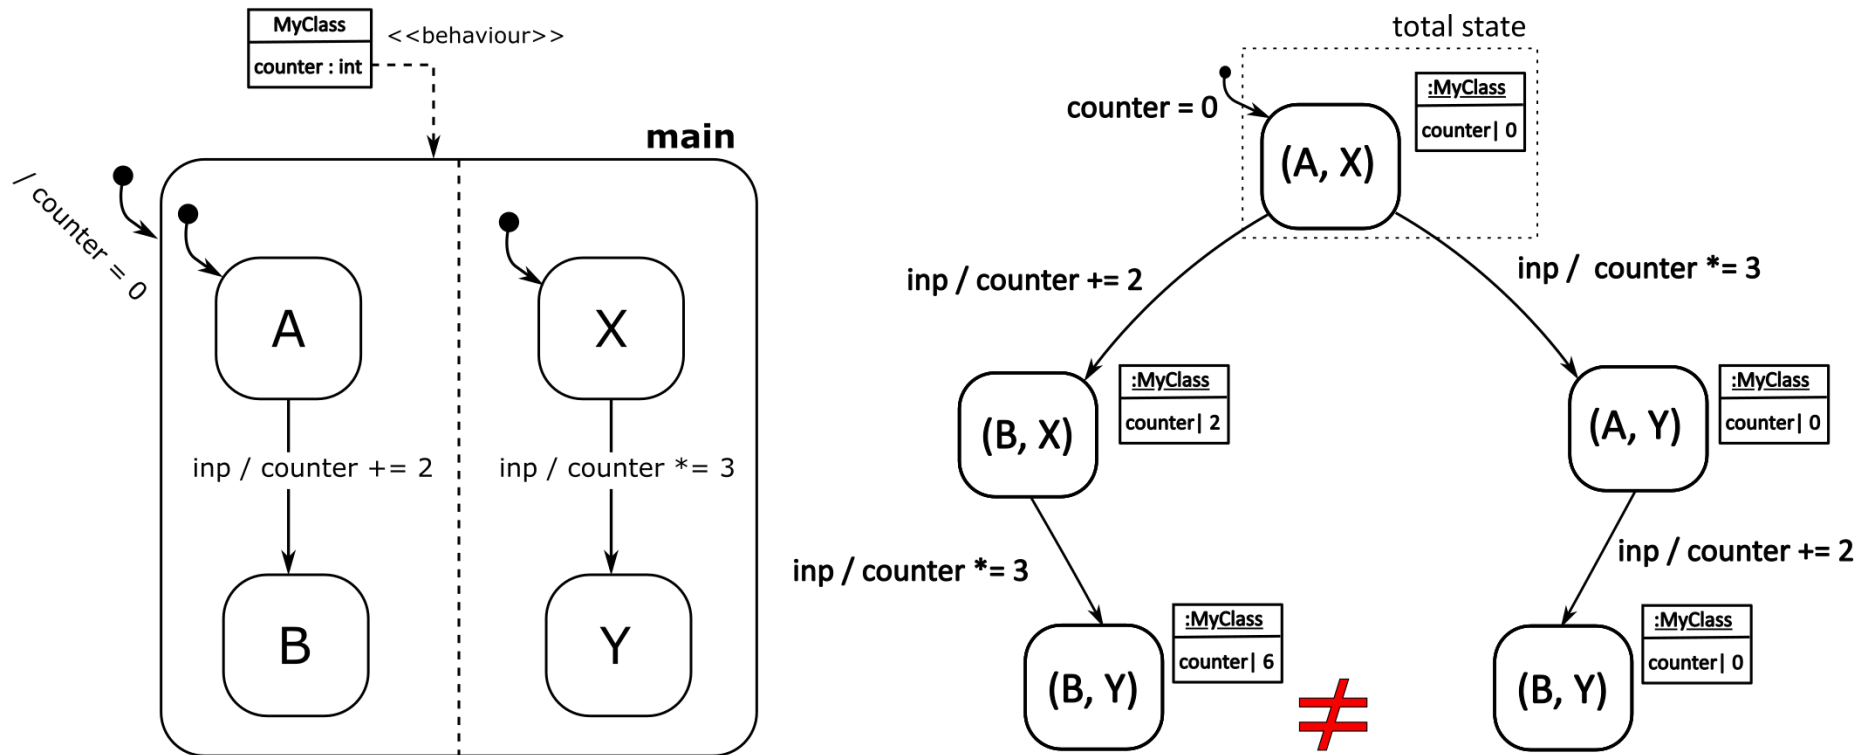 MyClass
<<behaviour>>
counter : int
main
/ counter = 0
A
X
inp / counter += 2
inp / counter *= 3
B
Y
total state
counter = 0
(A, X)
:MyClass
counter| 0
inp / counter += 2
inp / counter *= 3
(B, X)
:MyClass
counter| 2
(A, Y)
:MyClass
counter| 0
inp / counter *= 3
inp / counter += 2
(B, Y)
:MyClass
counter| 6
≠
(B, Y)
:MyClass
counter| 0